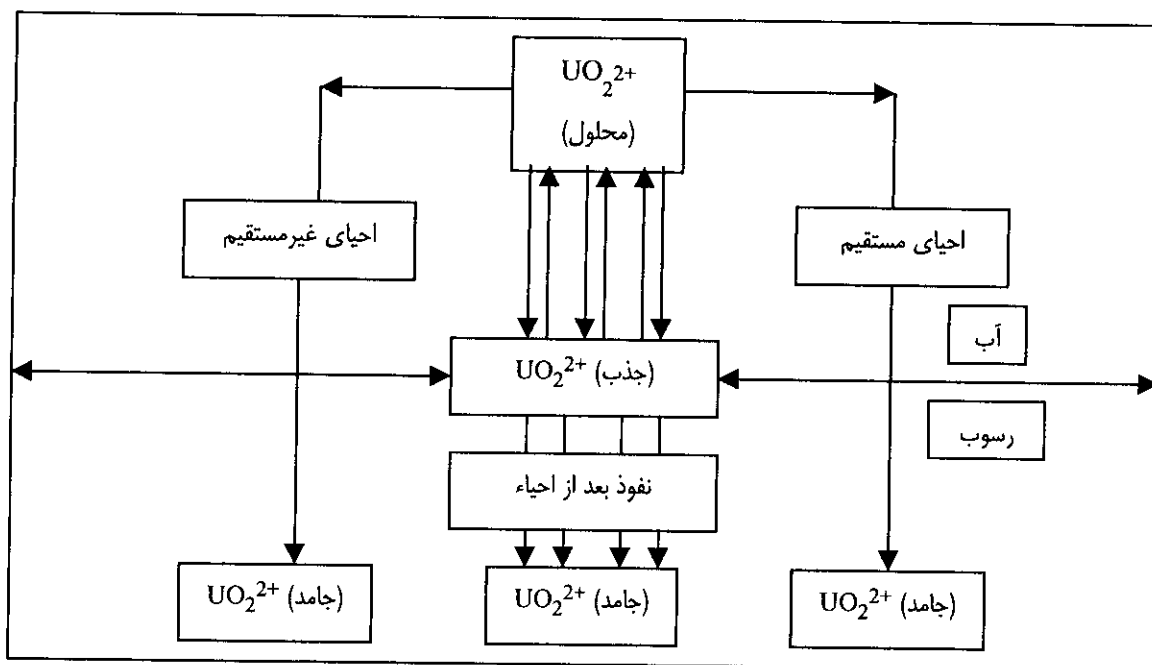 UO₂²⁺
(محلول)
احیای غیرمستقیم
احیای مستقیم
آب
UO₂²⁺ (جذب)
رسوب
نفوذ بعد از احیاء
UO₂²⁺ (جامد)
UO₂²⁺ (جامد)
UO₂²⁺ (جامد)